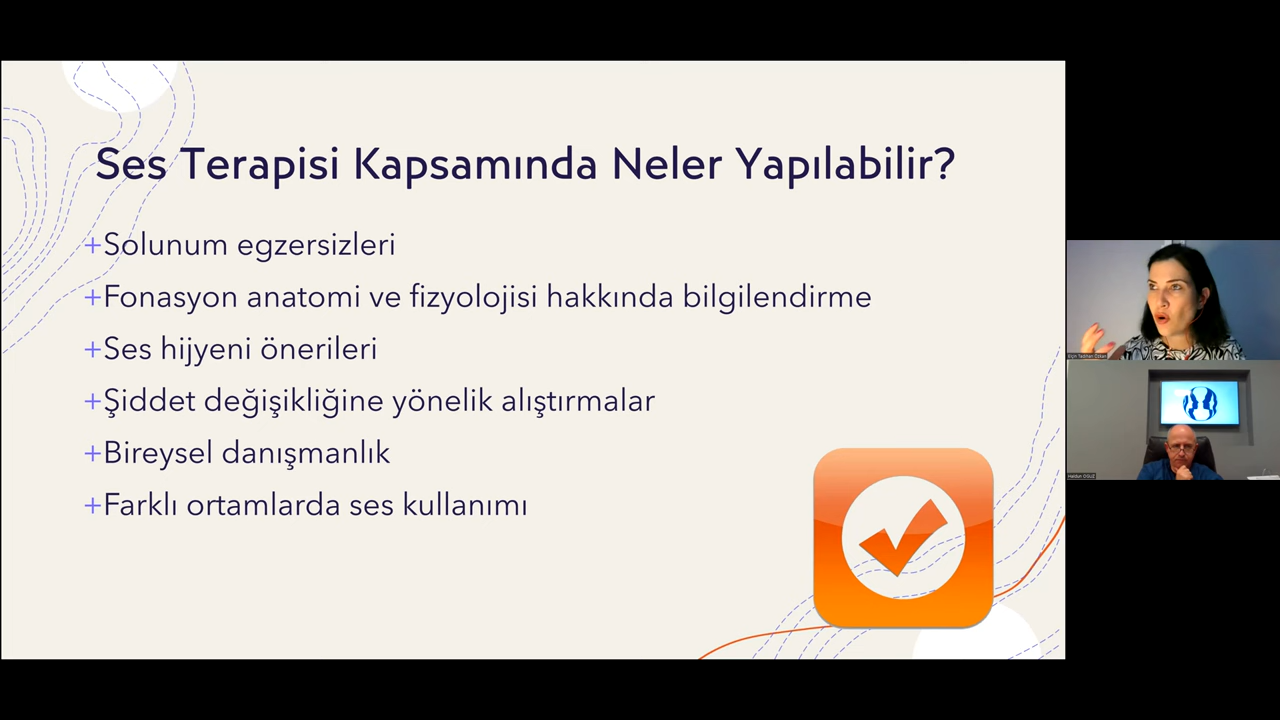 Ses Terapisi Kapsamında Neler Yapılabilir?
+Solunum egzersizleri
+Fonasyon anatomi ve fizyolojisi hakkında bilgilendirme
+Ses hijyeni önerileri
+Şiddet değişikliğine yönelik alıştırmalar
+Bireysel danışmanlık
+Farklı ortamlarda ses kullanımı